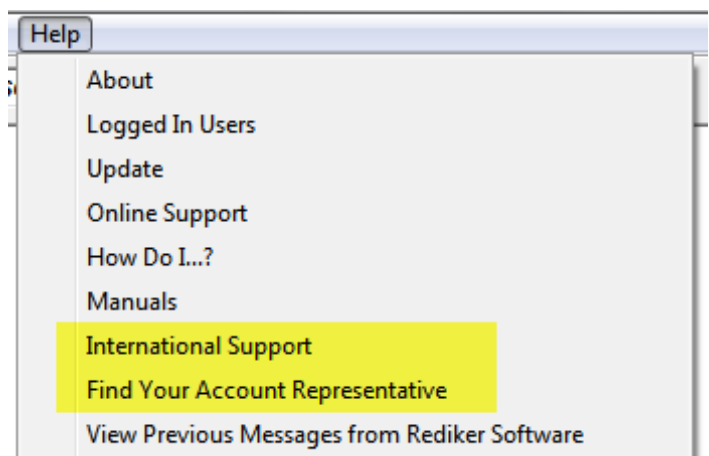 Help
About
Logged In Users
Update
Online Support
How Do I...?
Manuals
International Support
Find Your Account Representative
View Previous Messages from Rediker Software